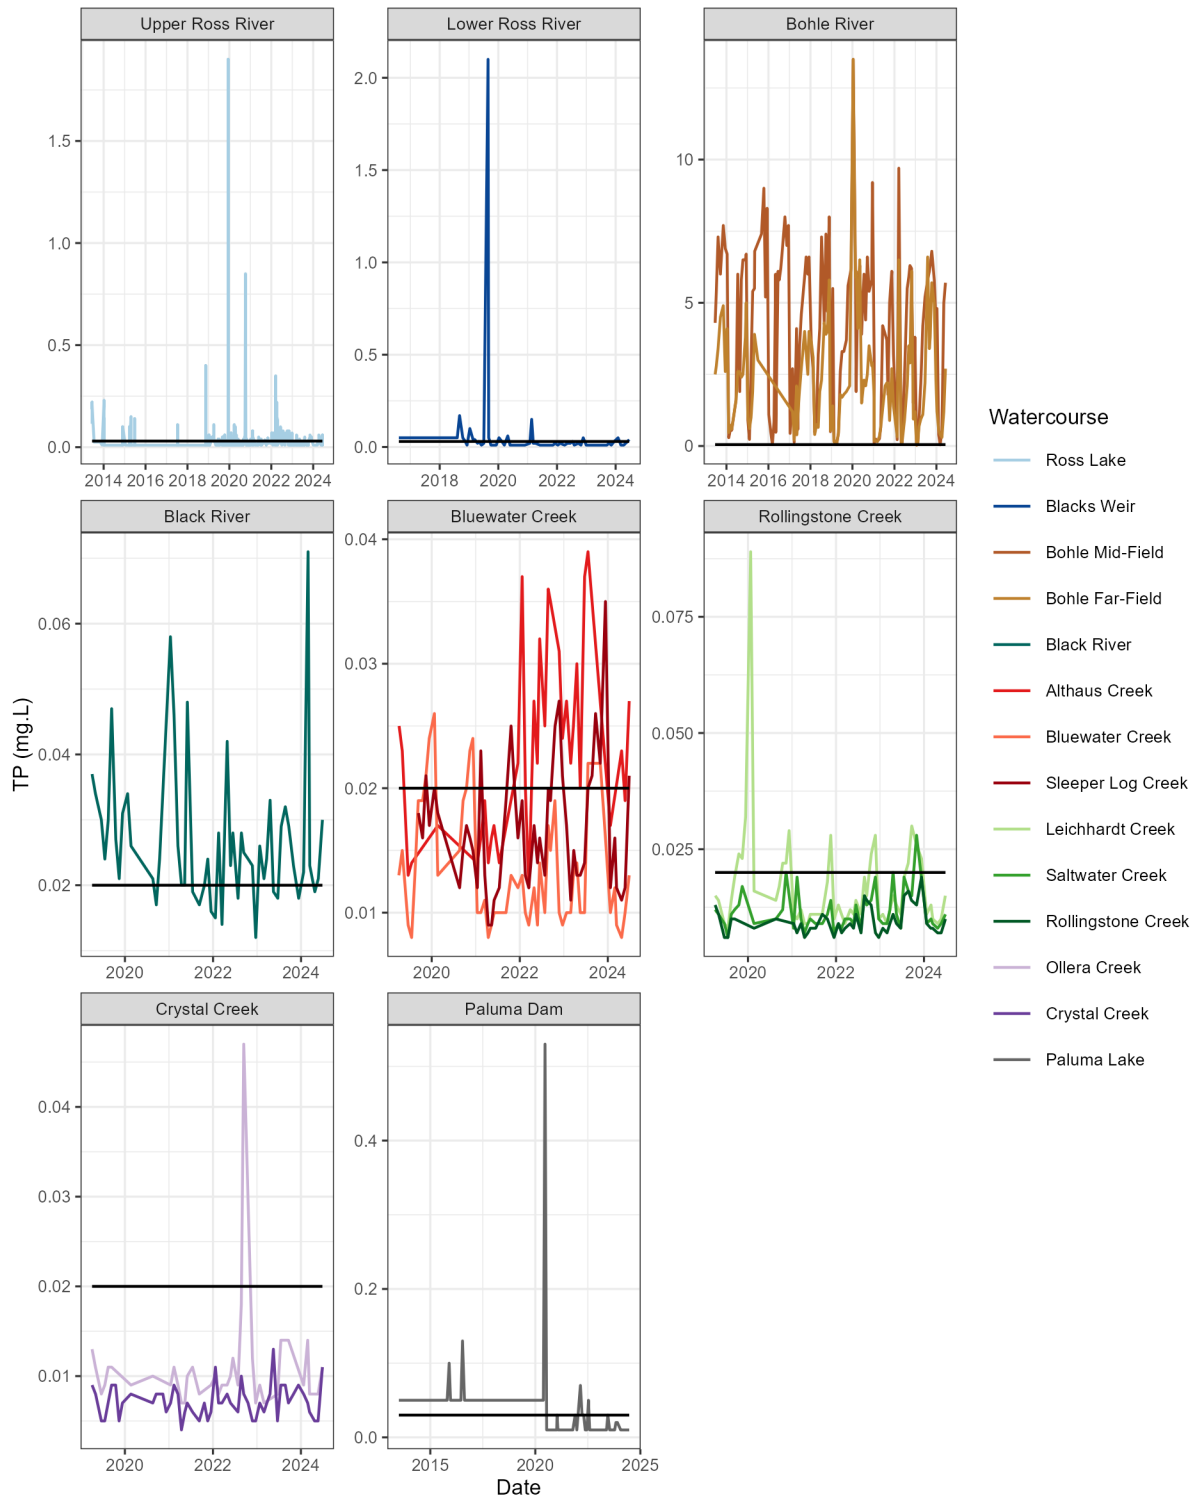 Upper Ross River
Lower Ross River
Bohle River
0.0
0.5
1.0
1.5
2014 2016 2018 2020 2022 2024
0.0
0.5
1.0
1.5
2.0
2018 2020 2022 2024
0
5
10
2014 2016 2018 2020 2022 2024
Black River
Bluewater Creek
Rollingstone Creek
0.02
0.04
0.06
2020 2022 2024
0.01
0.02
0.03
0.04
2020 2022 2024
0.025
0.050
0.075
2020 2022 2024
Crystal Creek
Paluma Dam
0.01
0.02
0.03
0.04
2020 2022 2024
0.0
0.2
0.4
2015 2020 2025
TP (mg.L)
Date
Watercourse
Ross Lake
Blacks Weir
Bohle Mid-Field
Bohle Far-Field
Black River
Althaus Creek
Bluewater Creek
Sleeper Log Creek
Leichhardt Creek
Saltwater Creek
Rollingstone Creek
Ollera Creek
Crystal Creek
Paluma Lake